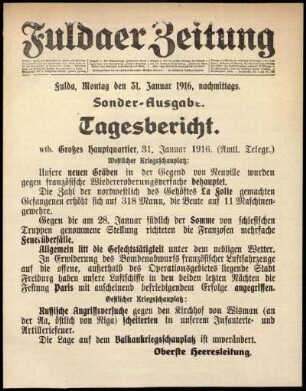 Fuldaer Zeitung
Fulda, Montag den 31. Januar 1916, nachmittags.
Sonder-Ausgabe.
Tagesbericht.
wtb. Großes Hauptquartier, 31. Januar 1916. (Amtl. Telegr.)
Westlicher Kriegsschauplatz:
Unsere neuen Gräben in der Gegend von Neuville wurden
gegen französische Wiedereroberungsversuche behauptet.
Die Zahl der nordwestlich des Gehöftes La Folie gemachten
Gefangenen erhöht sich auf 318 Mann, die Beute auf 11 Maschinen-
gewehre.
Gegen die am 28. Januar südlich der Somme von schlesischen
Truppen genommene Stellung richteten die Franzosen mehrfache
Feuerüberfälle.
Allgemein litt die Gefechtstätigkeit unter dem nebligen Wetter.
In Erwiderung des Bombenabwurfs französischer Luftfahrzeuge
auf die offene, außerhalb des Operationsgebietes liegende Stadt
Freiburg haben unsere Luftschiffe in den beiden letzten Nächten die
Festung Paris mit anscheinend befriedigendem Erfolge angegriffen.
Oestlicher Kriegsschauplatz:
Russische Angriffsversuche gegen den Kirchhof von Wisman (an
der Aa, östlich von Riga) scheiterten in unserem Infanterie- und
Artilleriefeuer.
Die Lage auf dem Balkankriegsschauplatz ist unverändert.
Oberste Heeresleitung.